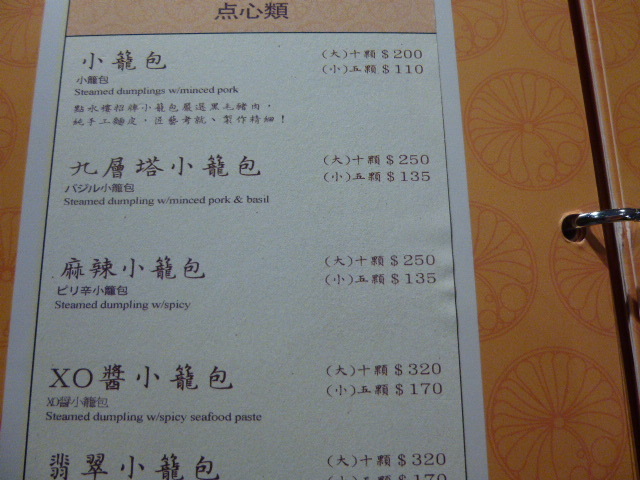 点心類
小籠包 (大)十顆 $200
小籠包 (小)五顆 $110
Steamed dumplings w/minced pork
點水樓招牌小籠包嚴選黑毛豬肉,
純手工麵皮,匠藝考就、製作精細!
九層塔小籠包 (大)十顆 $250
バジル小籠包 (小)五顆 $135
Steamed dumpling w/minced pork & basil
麻辣小籠包 (大)十顆 $250
ピリ辛小籠包 (小)五顆 $135
Steamed dumpling w/spicy
XO醬小籠包 (大)十顆 $320
XO醤小籠包 (小)五顆 $170
Steamed dumpling w/spicy seafood paste
翡翠小籠包 (大)十顆 $320
(小)五顆 $170